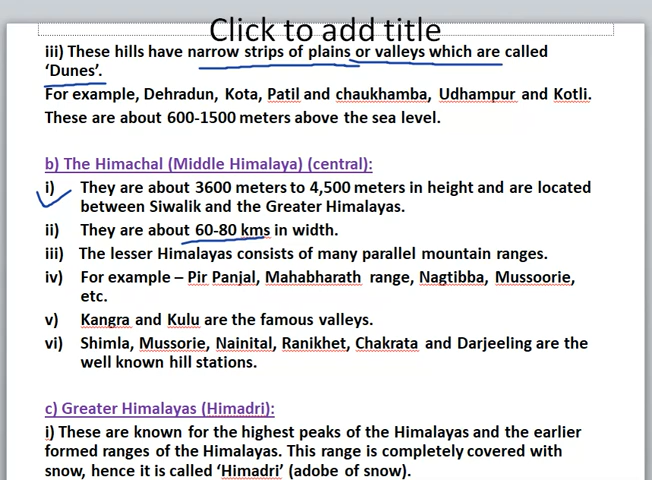 Click to add title
iii) These hills have narrow strips of plains or valleys which are called
‘Dunes’.
For example, Dehradun, Kota, Patil and chaukhamba, Udhampur and Kotli.
These are about 600-1500 meters above the sea level.
b) The Himachal (Middle Himalaya) (central):
i) They are about 3600 meters to 4,500 meters in height and are located
between Siwalik and the Greater Himalayas.
ii) They are about 60-80 kms in width.
iii) The lesser Himalayas consists of many parallel mountain ranges.
iv) For example – Pir Panjal, Mahabharath range, Nagtibba, Mussoorie,
etc.
v) Kangra and Kulu are the famous valleys.
vi) Shimla, Mussorie, Nainital, Ranikhet, Chakrata and Darjeeling are the
well known hill stations.
c) Greater Himalayas (Himadri):
i) These are known for the highest peaks of the Himalayas and the earlier
formed ranges of the Himalayas. This range is completely covered with
snow, hence it is called ‘Himadri’ (adobe of snow).